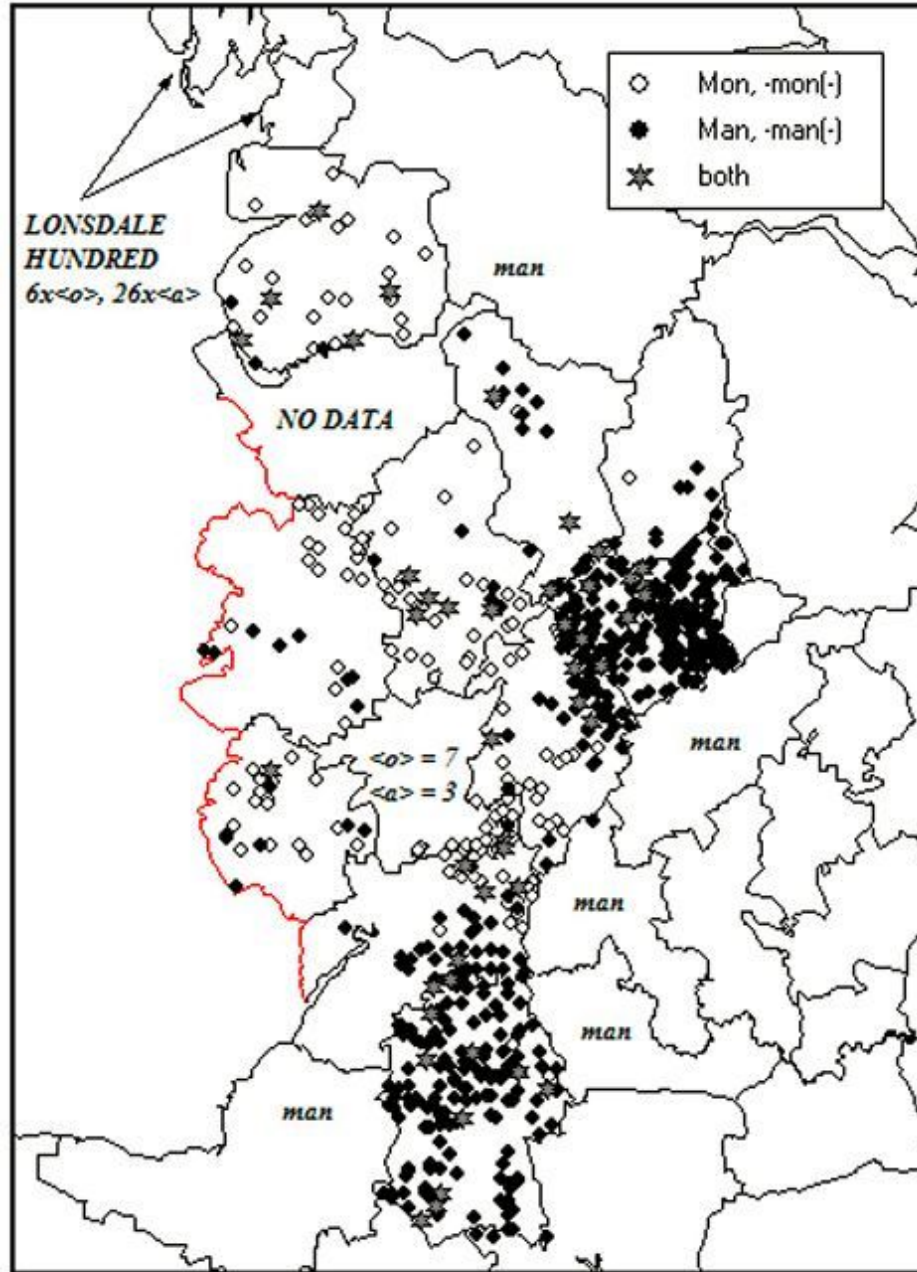 Mon, -mon(-)
Man, -man(-)
both
LONSDALE
HUNDRED
6x<o>, 26x<a>
man
NO DATA
man
<o> = 7
<a> = 3
man
man
man